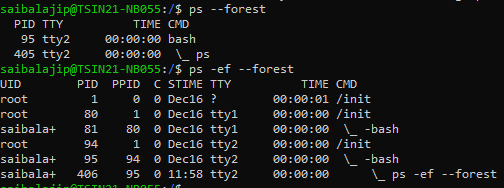 saibalajip@TSIN21-NB055:/$ ps --forest
  PID TTY          TIME CMD
   95 tty2     00:00:00 bash
  405 tty2     00:00:00  \_ ps
saibalajip@TSIN21-NB055:/$ ps -ef --forest
UID        PID  PPID  C STIME TTY          TIME CMD
root         1     0  0 Dec16 ?        00:00:01 /init
root        80     1  0 Dec16 tty1     00:00:00 /init
saibala+    81    80  0 Dec16 tty1     00:00:00  \_ -bash
root        94     1  0 Dec16 tty2     00:00:00 /init
saibala+    95    94  0 Dec16 tty2     00:00:00  \_ -bash
saibala+   406    95  0 11:58 tty2     00:00:00      \_ ps -ef --forest